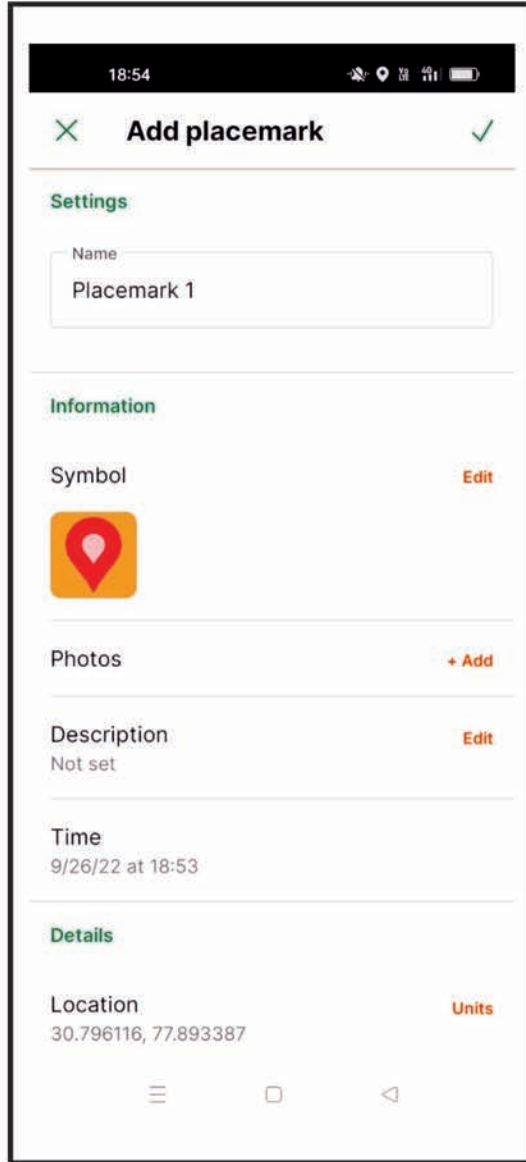 18:54
Add placemark
Settings
Name
Placemark 1
Information
Symbol
Edit
Photos
+ Add
Description
Edit
Not set
Time
9/26/22 at 18:53
Details
Location
Units
30.796116, 77.893387